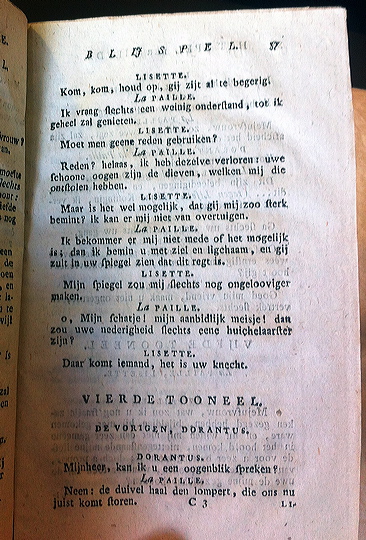 BLIJSPEL. 37
LISETTE.
Kom, kom, houd op, gij zijt al te begerig.
La PAILLE.
Ik vraag ſlechts een weinig onderſtand, tot ik
geheel zal genieten.
LISETTE.
Moet men geene reden gebruiken?
La PAILLE.
Reden? helaas, ik heb dezelve verloren: uwe
ſchoone oogen zijn de dieven, welken mij die
ontſtolen hebben.
LISETTE.
Maar is het wel mogelijk, dat gij mij zoo ſterk
bemint? ik kan er mij niet van overtuigen.
La PAILLE.
Ik bekommer er mij niet mede of het mogelijk
is; dan ik bemin u met ziel en ligchaam, en gij
zult in uw ſpiegel zien dat dit regt is.
LISETTE.
Mijn ſpiegel zou mij ſlechts nog ongelooviger
maken.
La PAILLE.
o, Mijn ſchatje! mijn aanbidlijk meisje! dan
zou uwe nederigheid ſlechts eene huichelaarſter
zijn?
LISETTE.
Daar komt iemand, het is uw knecht.
VIERDE TOONEEL.
DE VORIGEN, DORANTUS.
DORANTUS.
Mijnheer, kan ik u een oogenblik ſpreken?
La PAILLE.
Neen: de duivel haal den lompert, die ons nu
juist komt ſtoren.
C 3 LI-